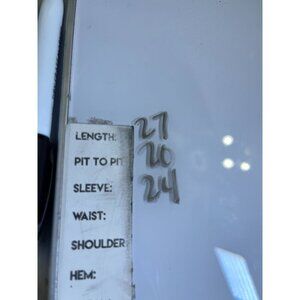 LENGTH: 27
PIT TO PIT 20
SLEEVE: 24
WAIST:
SHOULDER
HEM: